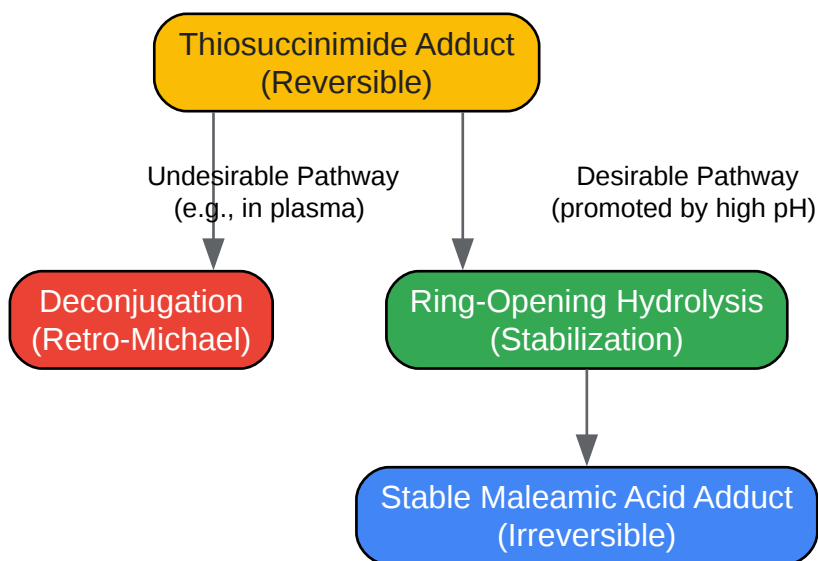 Thiosuccinimide Adduct
(Reversible)
Undesirable Pathway
(e.g., in plasma)
Desirable Pathway
(promoted by high pH)
Deconjugation
(Retro-Michael)
Ring-Opening Hydrolysis
(Stabilization)
Stable Maleamic Acid Adduct
(Irreversible)